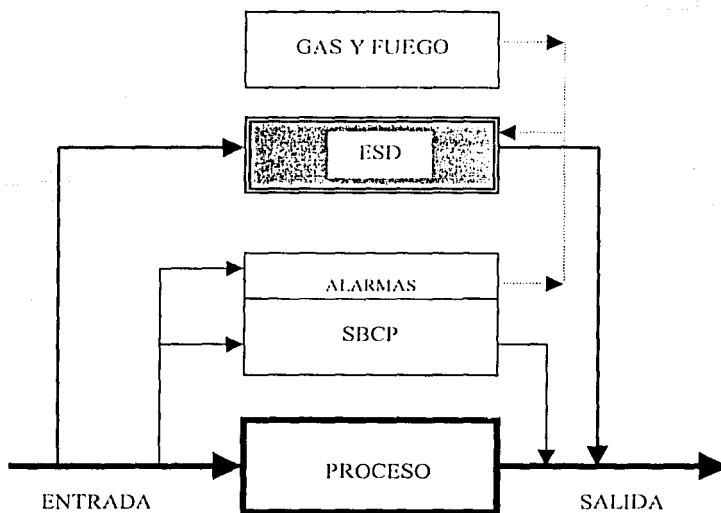 GAS Y FUEGO
ESD
ALARMAS
SBCP
PROCESO
ENTRADA
SALIDA